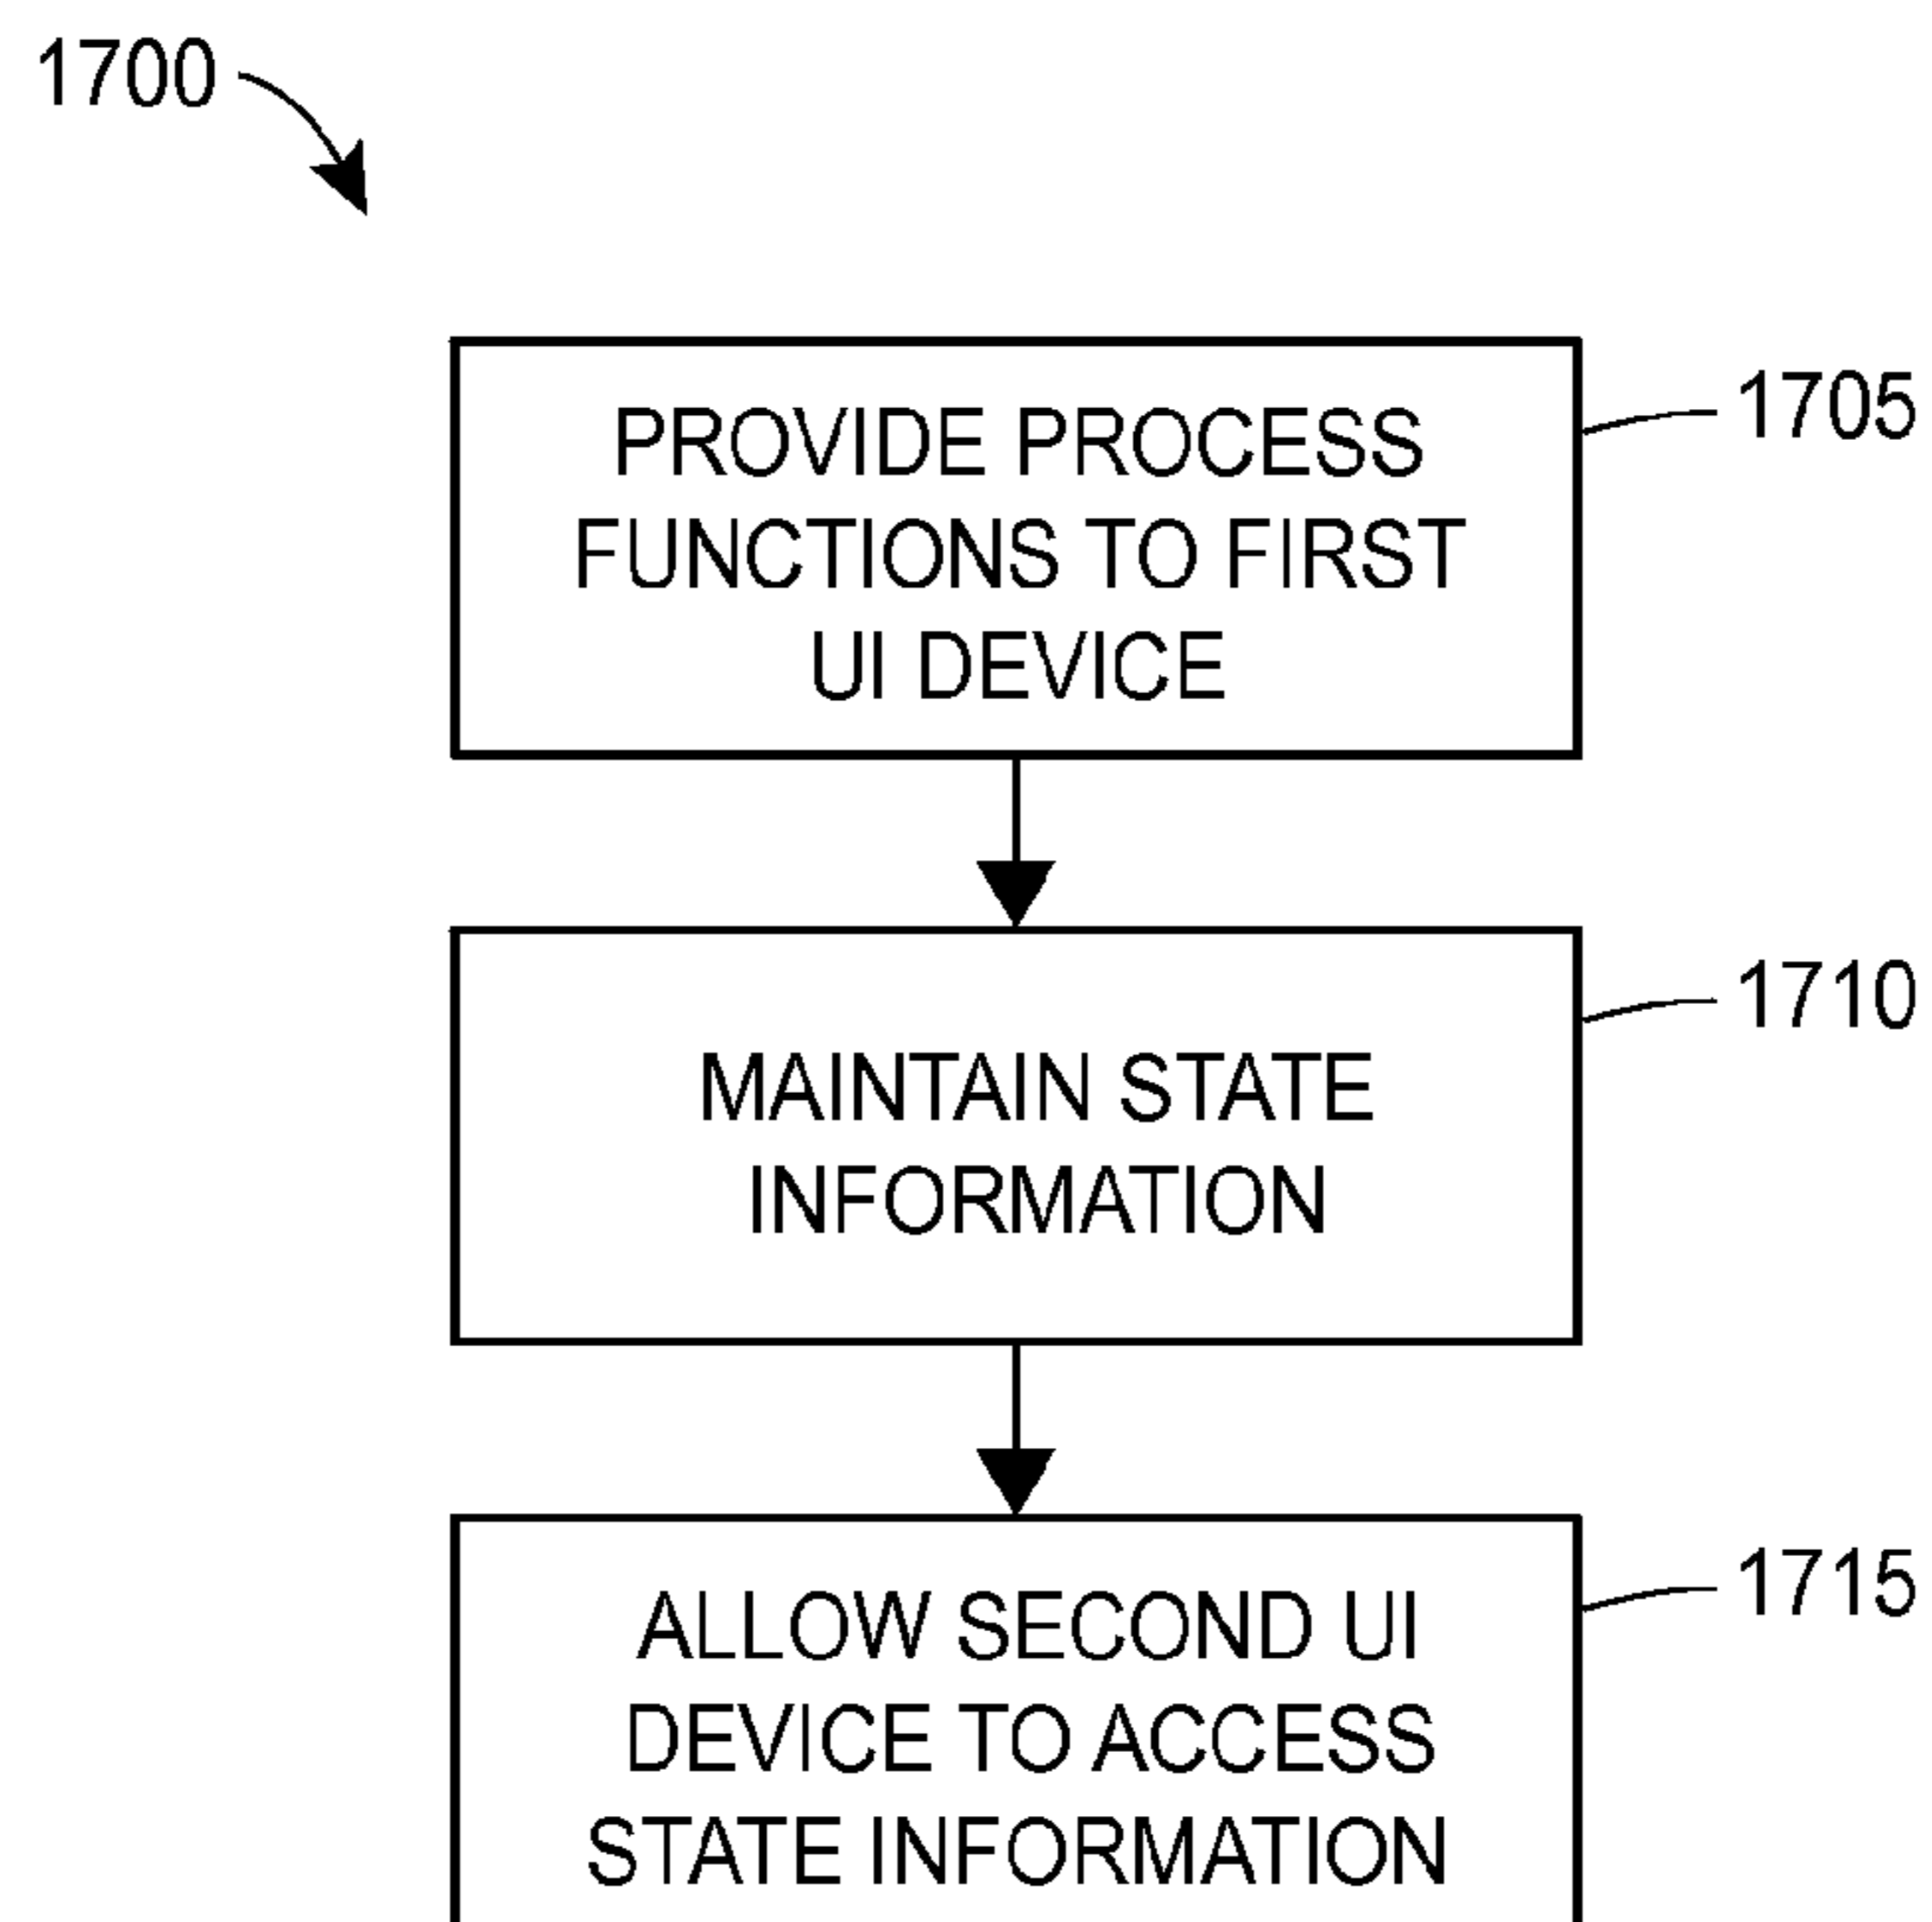 1700
PROVIDE PROCESS
FUNCTIONS TO FIRST
UI DEVICE
1705
MAINTAIN STATE
INFORMATION
1710
ALLOW SECOND UI
DEVICE TO ACCESS
STATE INFORMATION
1715